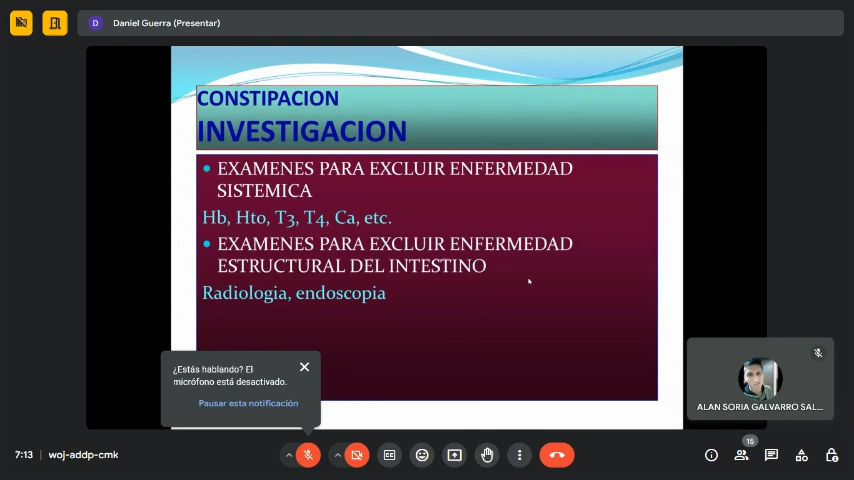 D Daniel Guerra (Presentar)
CONSTIPACION
INVESTIGACION
• EXAMENES PARA EXCLUIR ENFERMEDAD
SISTEMICA
Hb, Hto, T3, T4, Ca, etc.
• EXAMENES PARA EXCLUIR ENFERMEDAD
ESTRUCTURAL DEL INTESTINO
Radiologia, endoscopia
¿Estás hablando? El
micrófono está desactivado.
Pausar esta notificación
ALAN SORIA GALVARRO SAL...
7:13 | woj-addp-cmk
15